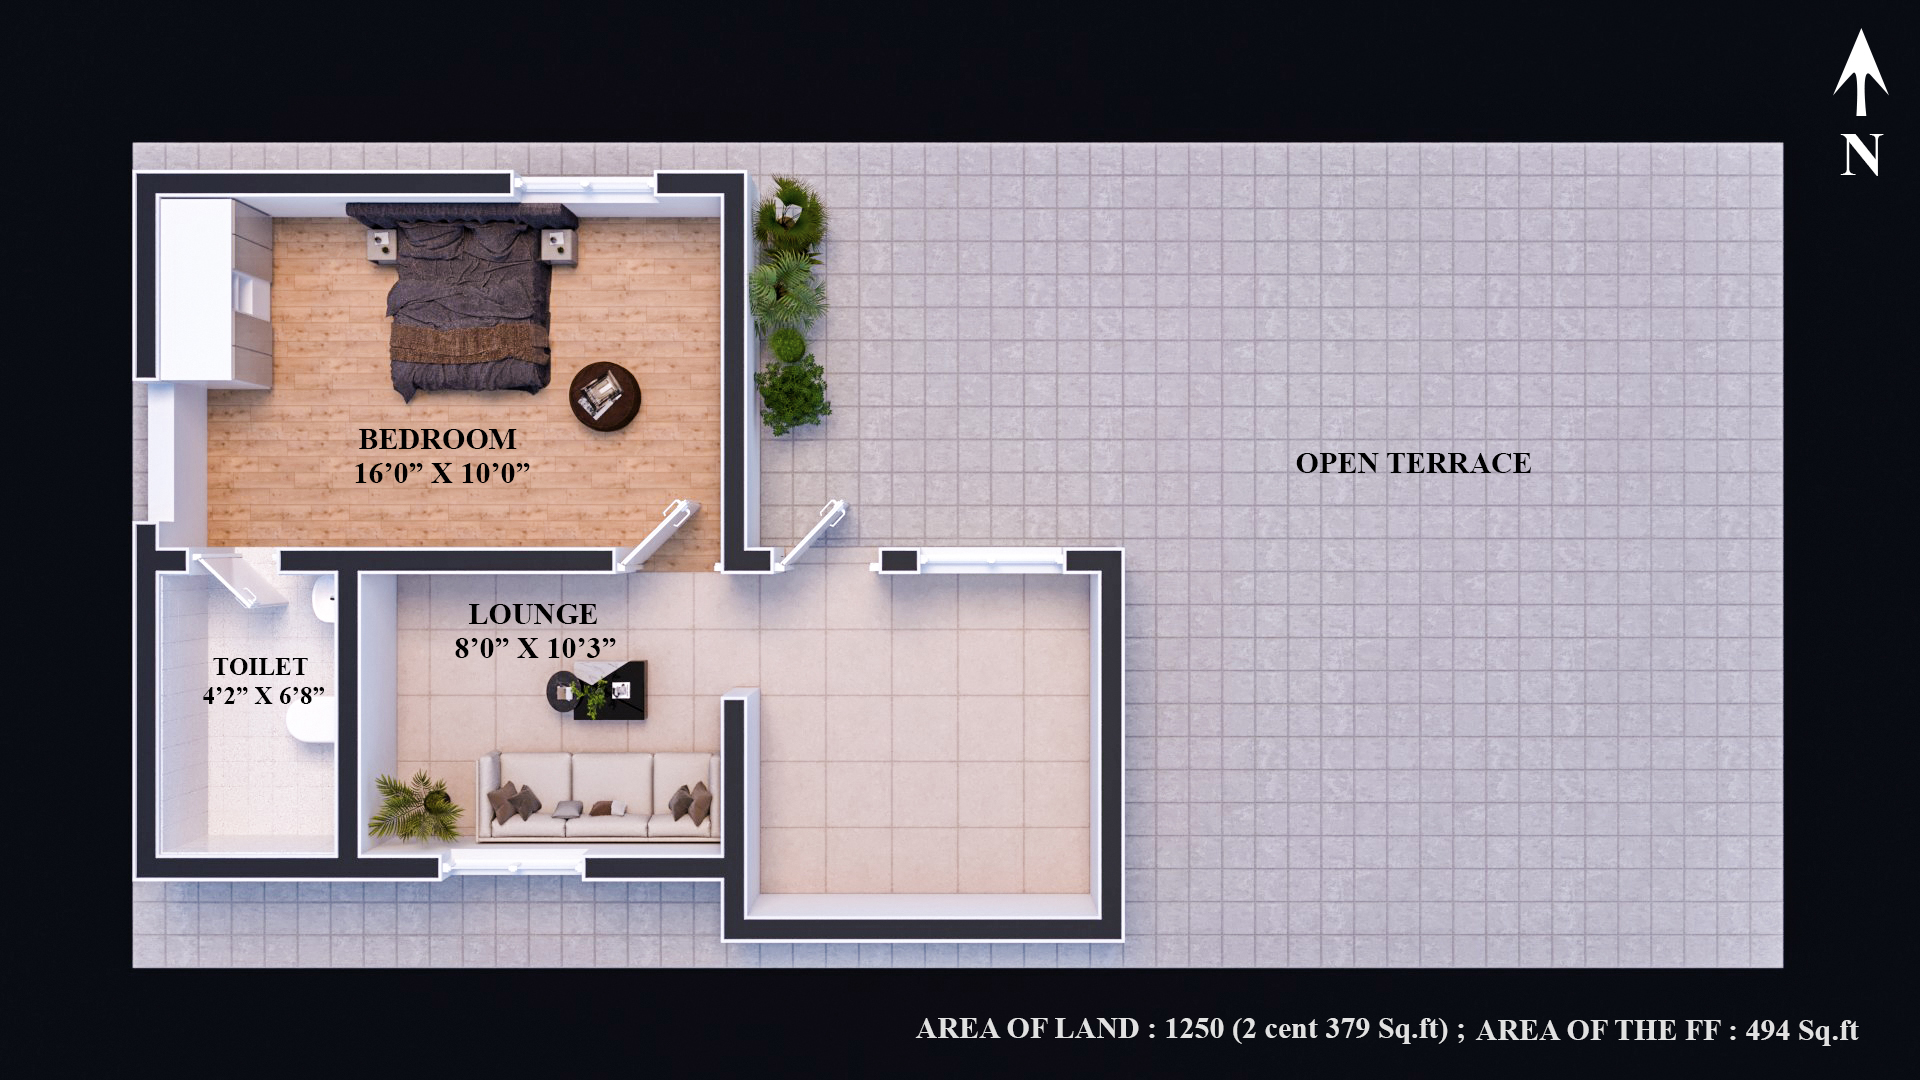 N
BEDROOM
16’0” X 10’0”
OPEN TERRACE
LOUNGE
8’0” X 10’3”
TOILET
4’2” X 6’8”
AREA OF LAND : 1250 (2 cent 379 Sq.ft) ; AREA OF THE FF : 494 Sq.ft